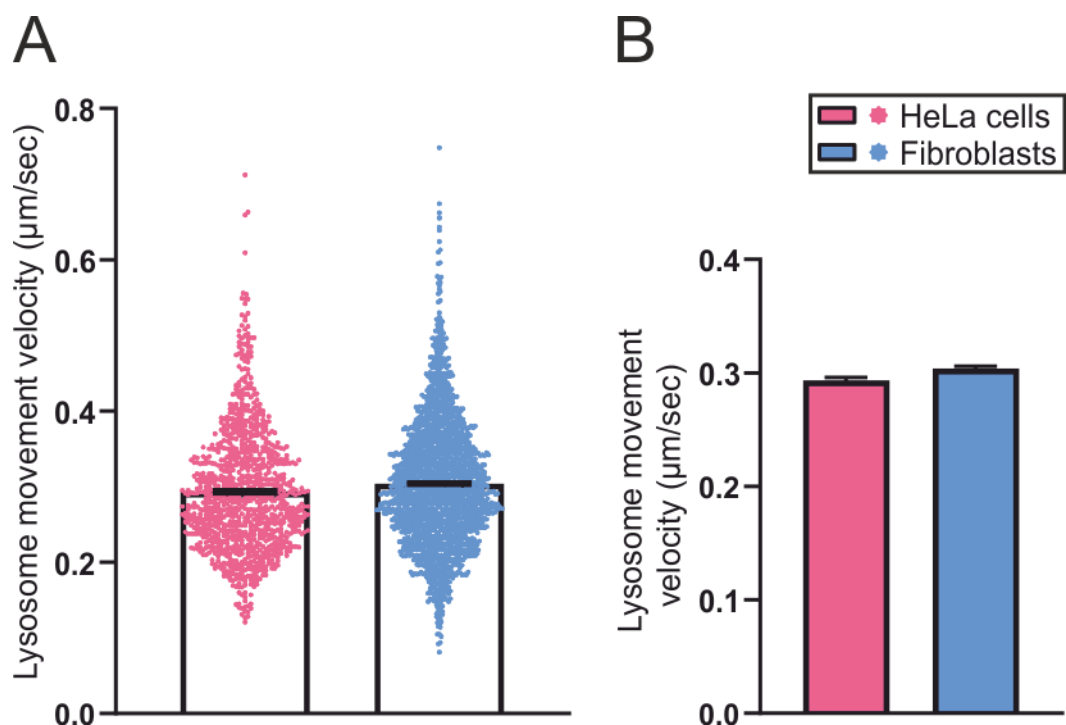 A
Lysosome movement velocity (μm/sec)
0.8
0.6
0.4
0.2
0.0
B
HeLa cells
Fibroblasts
Lysosome movement
velocity (μm/sec)
0.4
0.3
0.2
0.1
0.0